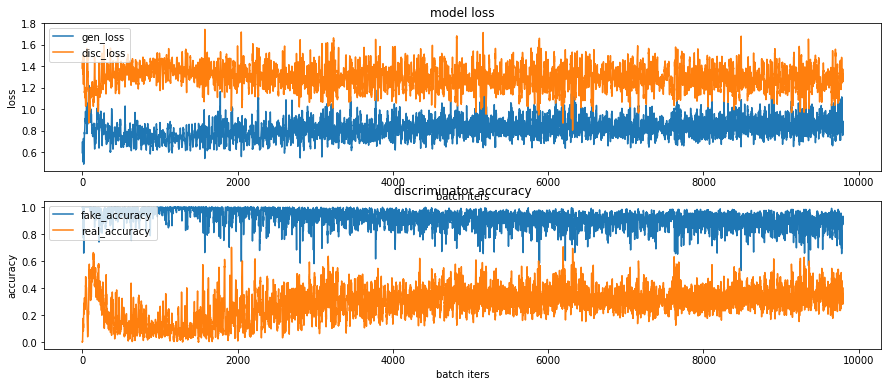 model loss
gen_loss
disc_loss
loss
1.8
1.6
1.4
1.2
1.0
0.8
0.6
0 2000 4000 6000 8000 10000
batch iters
discriminator accuracy
fake_accuracy
real_accuracy
accuracy
1.0
0.8
0.6
0.4
0.2
0.0
0 2000 4000 6000 8000 10000
batch iters